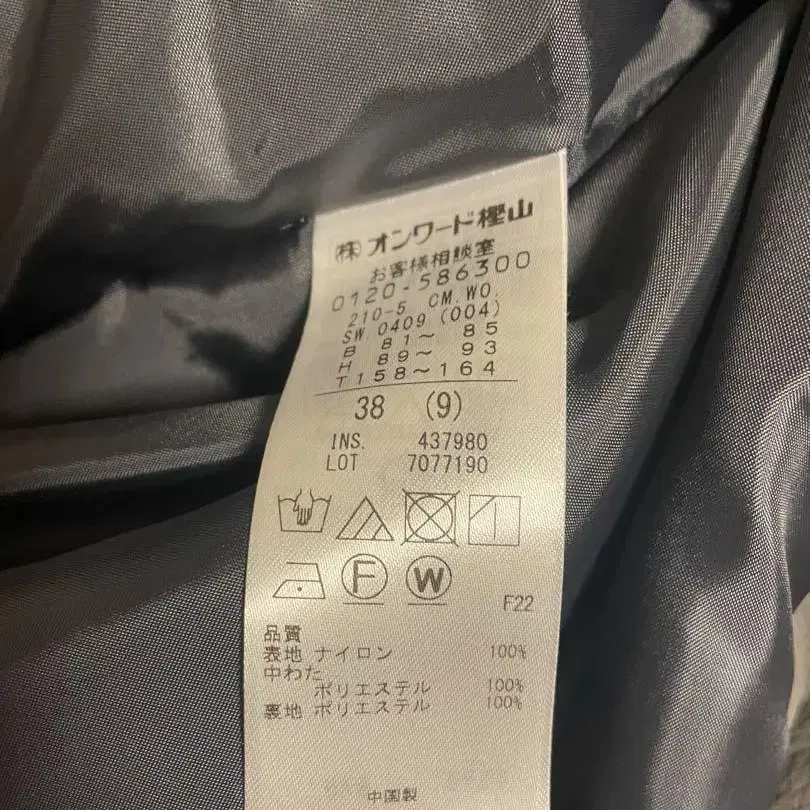 ㈱オンワード樫山
お客様相談室
0120-586300
210-5 CM.WO.
SW.0409 (004)
B 81～ 85
H 89～ 93
T158～164
38 (9)
INS. 437980
LOT 7077190
F W
F22
品質
表地 ナイロン 100%
中わた
ポリエステル 100%
裏地 ポリエステル 100%
中国製